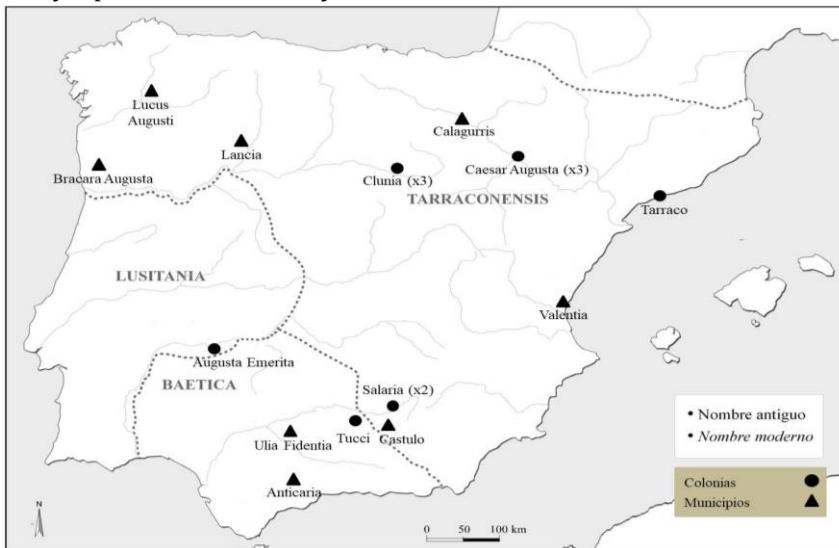 Lucus
Augusti
Lancia
Calagurris
Bracara Augusta
Clunia (x3)
Caesar Augusta (x3)
TARRACONENSIS
Tarraco
LUSITANIA
Valentia
Augusta Emerita
BAETICA
Salaria (x2)
Ulia Fidentia
Tucci
Castulo
Anticaria
• Nombre antiguo
• Nombre moderno
Colonias
Municipios
N
0 50 100 km